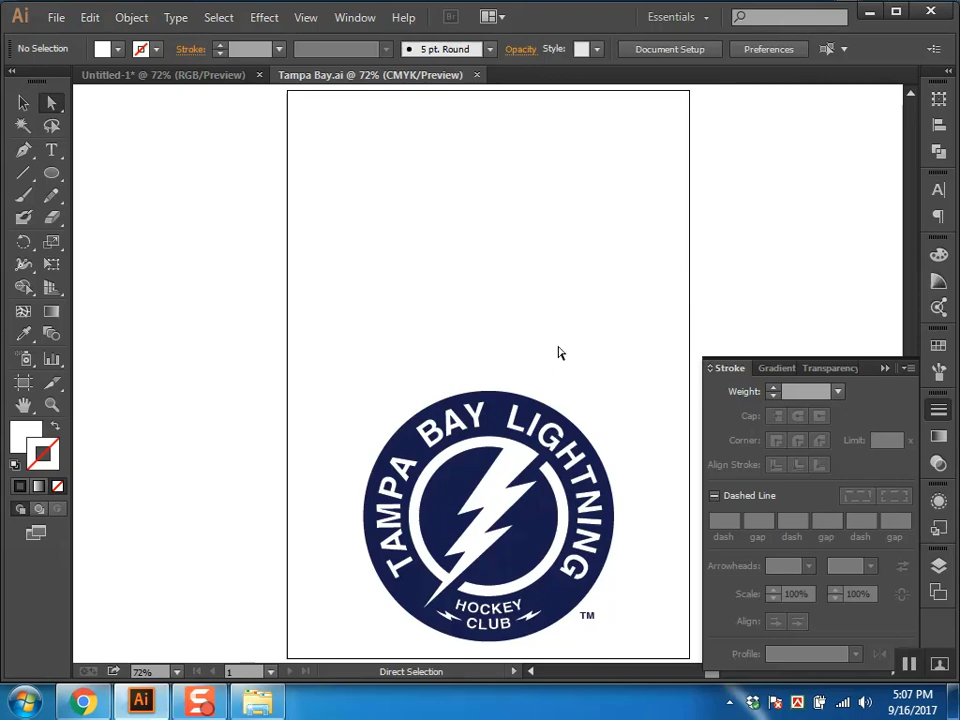 Ai File Edit Object Type Select Effect View Window Help Br Essentials
No Selection Stroke: 5 pt. Round Opacity Style: Document Setup Preferences
Untitled-1* @ 72% (RGB/Preview) Tampa Bay.ai @ 72% (CMYK/Preview)
Stroke Gradient Transparency
Weight:
Cap:
Corner: Limit: x
Align Stroke:
Dashed Line
dash gap dash gap dash gap
Arrowheads:
Scale: 100% 100%
Align:
Profile:
TAMPA BAY LIGHTNING
HOCKEY
CLUB
TM
72% 1 Direct Selection
Ai S
5:07 PM
9/16/2017